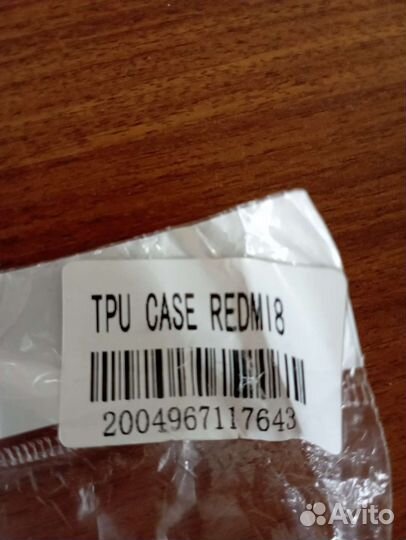 TPU CASE REDMI8
2004967117643
Avito